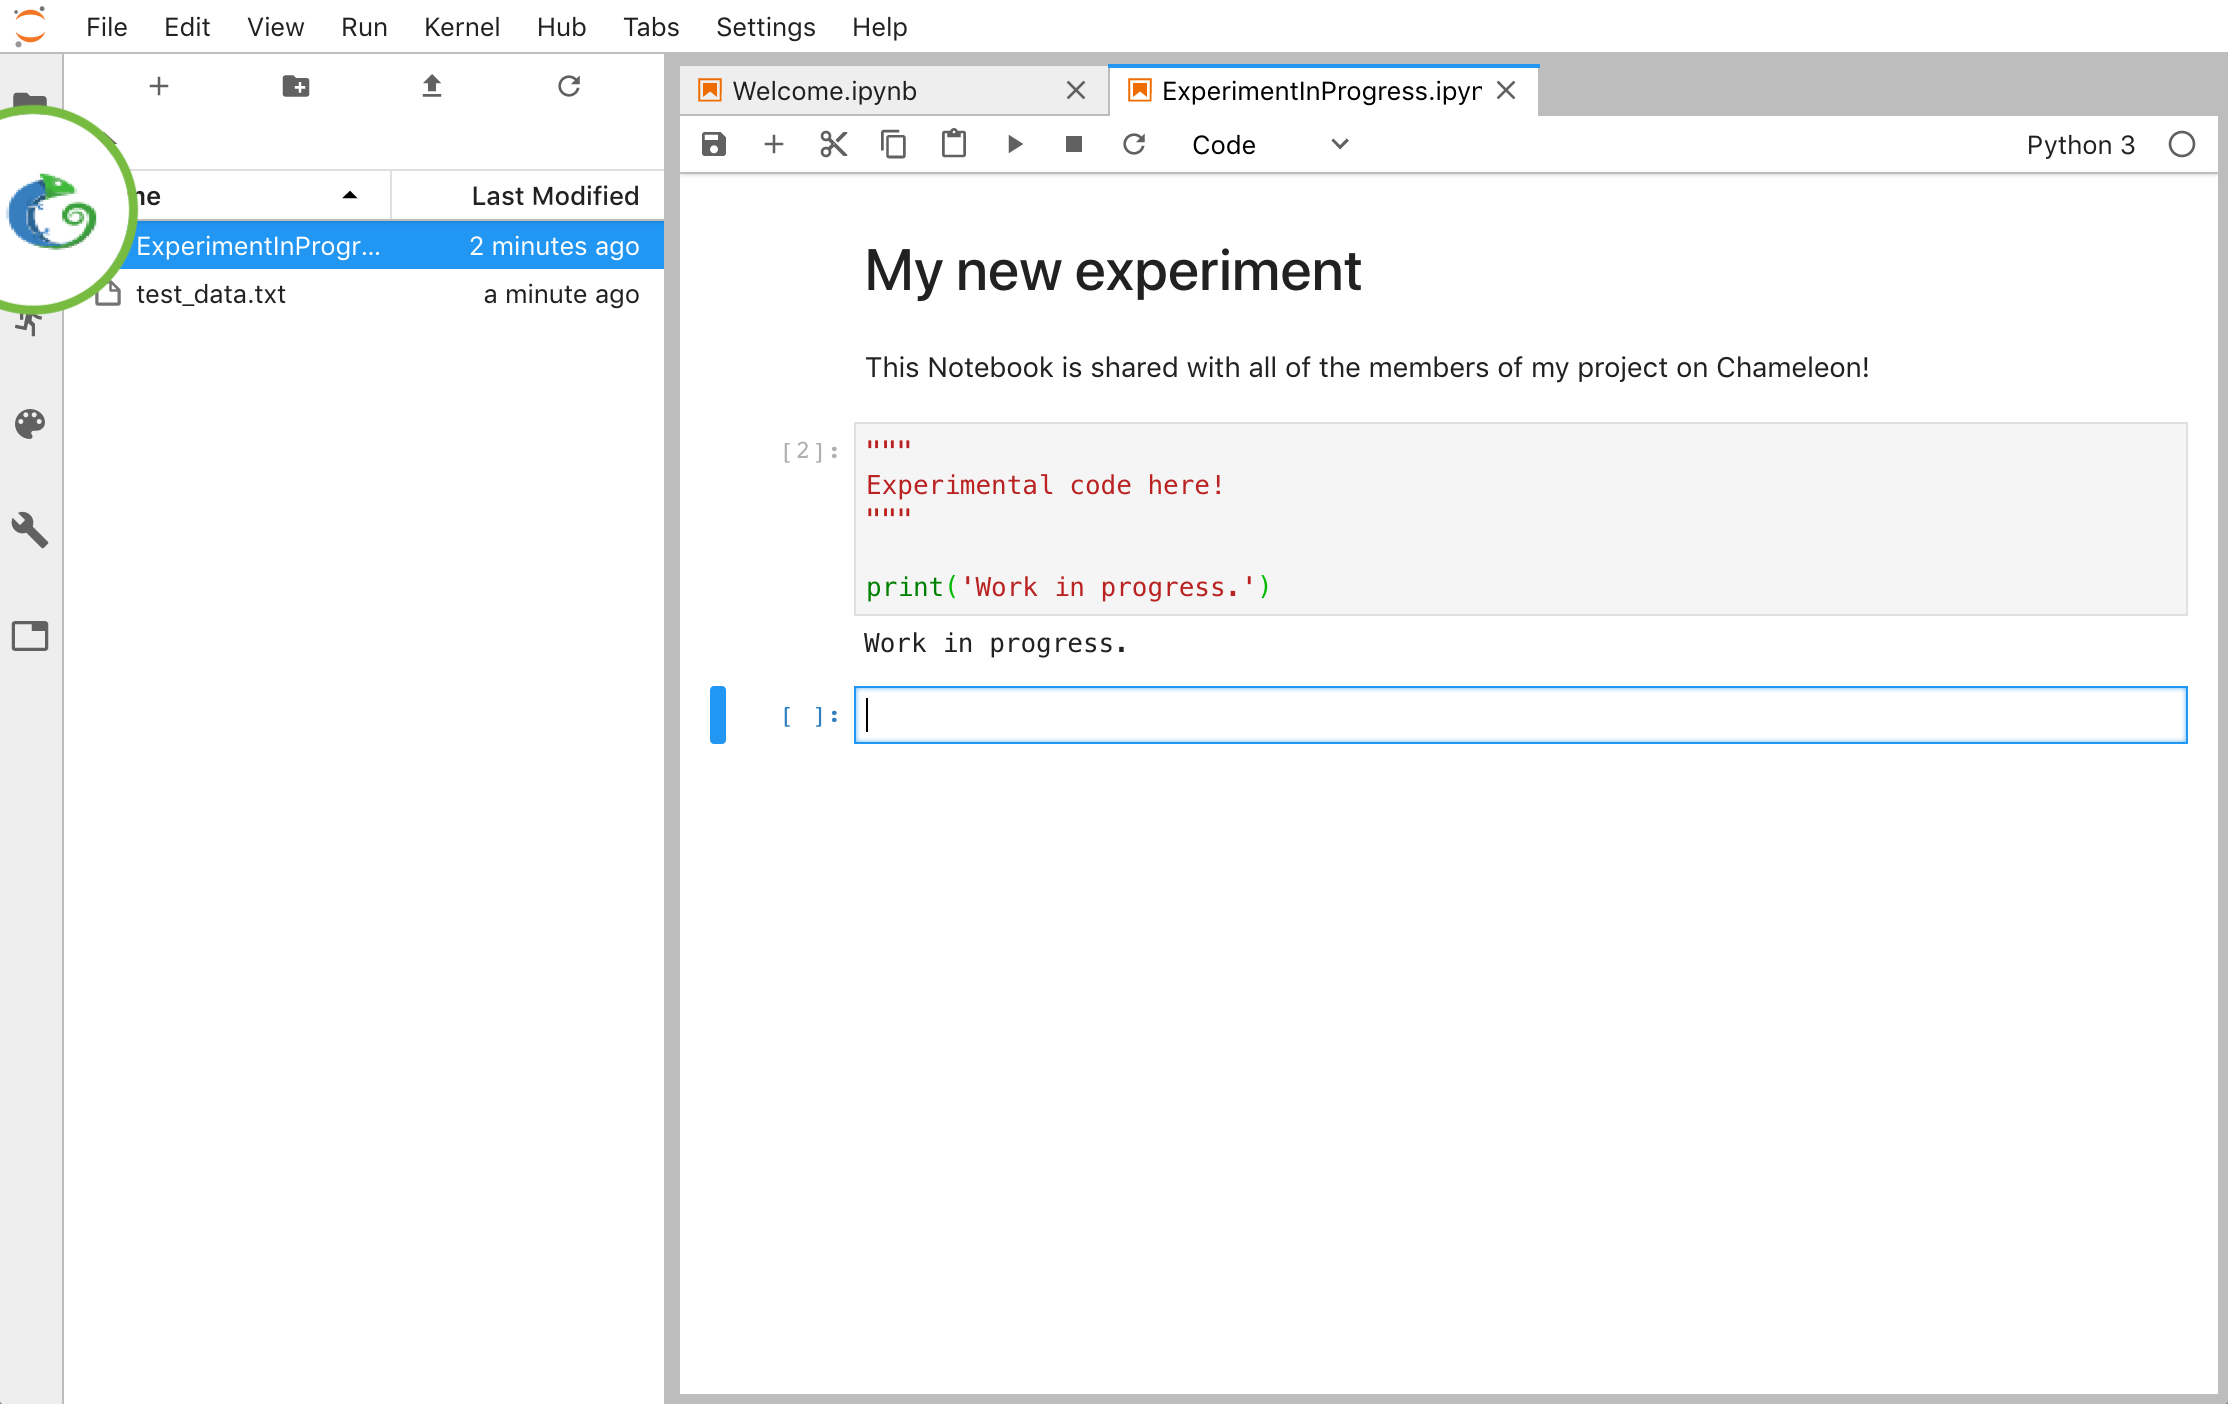 File Edit View Run Kernel Hub Tabs Settings Help
Last Modified
ExperimentInProgr... 2 minutes ago
test_data.txt a minute ago
Welcome.ipynb ExperimentInProgress.ipyn
Code Python 3
My new experiment
This Notebook is shared with all of the members of my project on Chameleon!
[2]: """
Experimental code here!
"""
print('Work in progress.')
Work in progress.
[ ]: